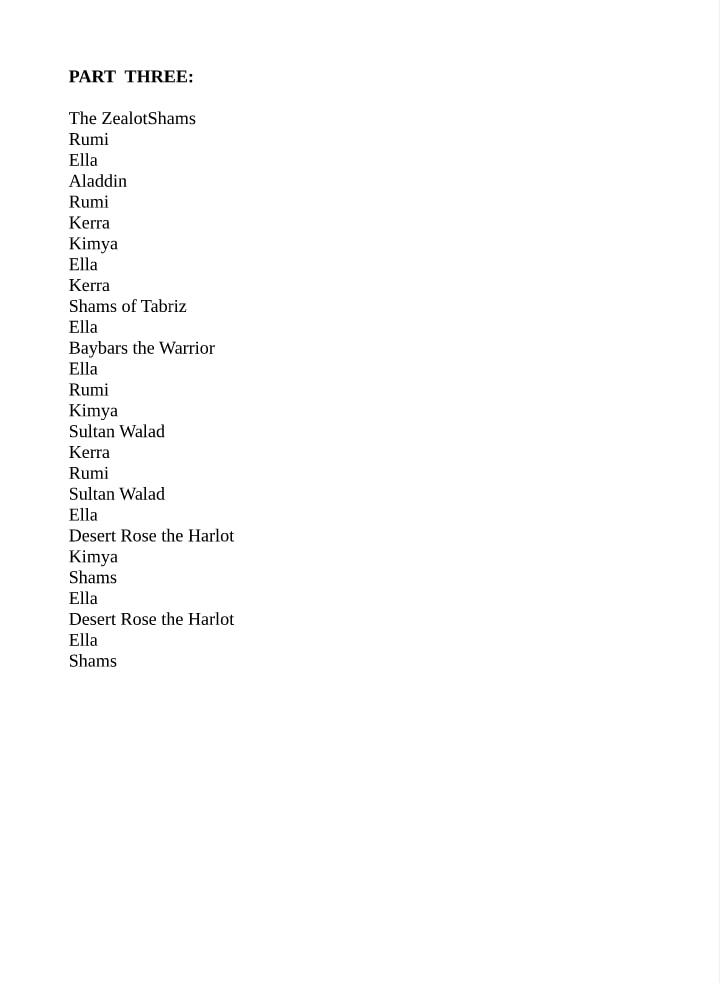 PART  THREE:
The ZealotShams
Rumi
Ella
Aladdin
Rumi
Kerra
Kimya
Ella
Kerra
Shams of Tabriz
Ella
Baybars the Warrior
Ella
Rumi
Kimya
Sultan Walad
Kerra
Rumi
Sultan Walad
Ella
Desert Rose the Harlot
Kimya
Shams
Ella
Desert Rose the Harlot
Ella
Shams